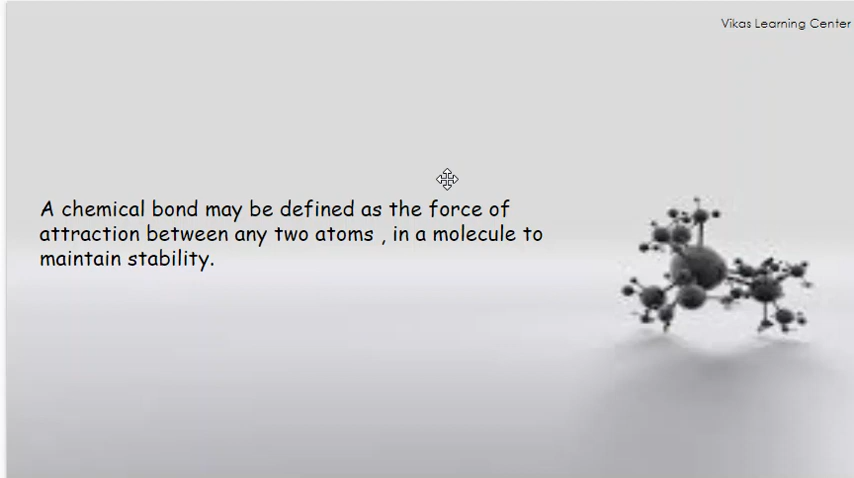 Vikas Learning Center
A chemical bond may be defined as the force of
attraction between any two atoms , in a molecule to
maintain stability.